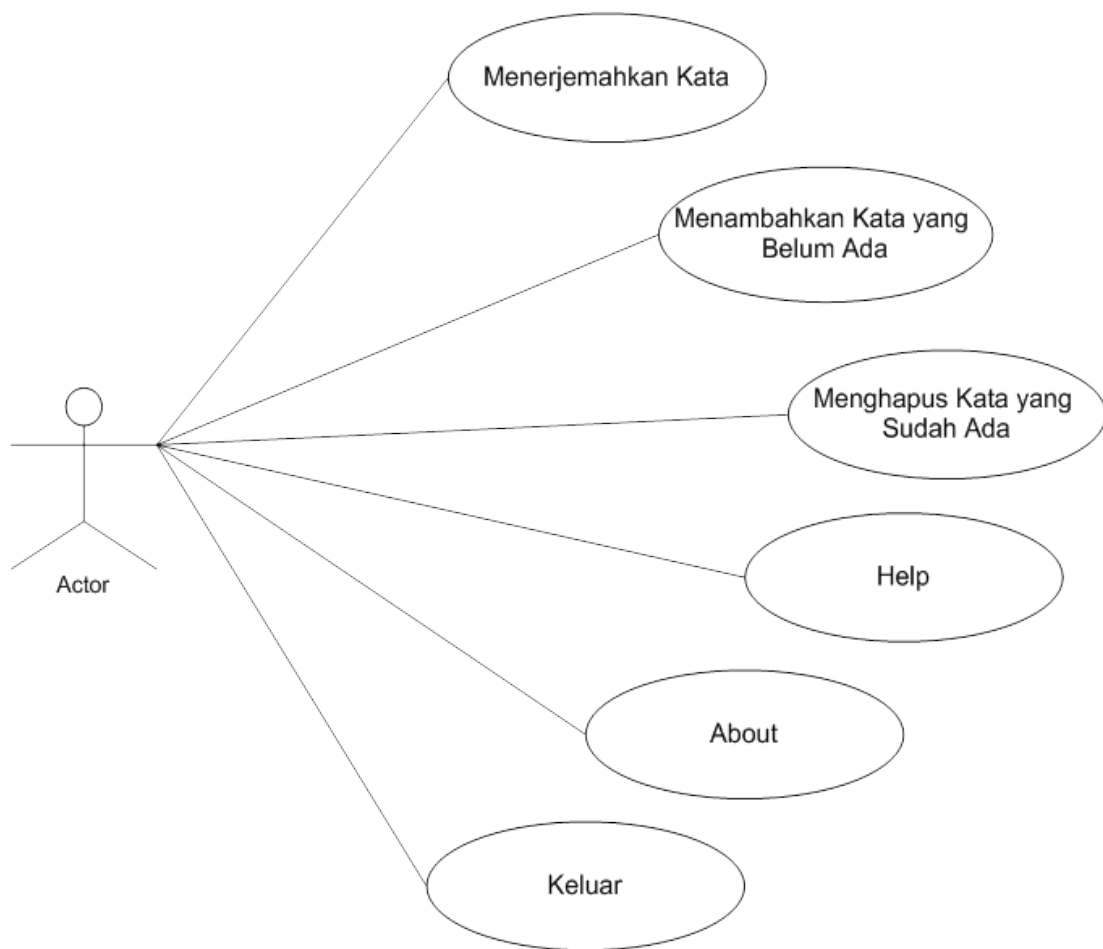 Menerjemahkan Kata
Menambahkan Kata yang
Belum Ada
Menghapus Kata yang
Sudah Ada
Actor
Help
About
Keluar